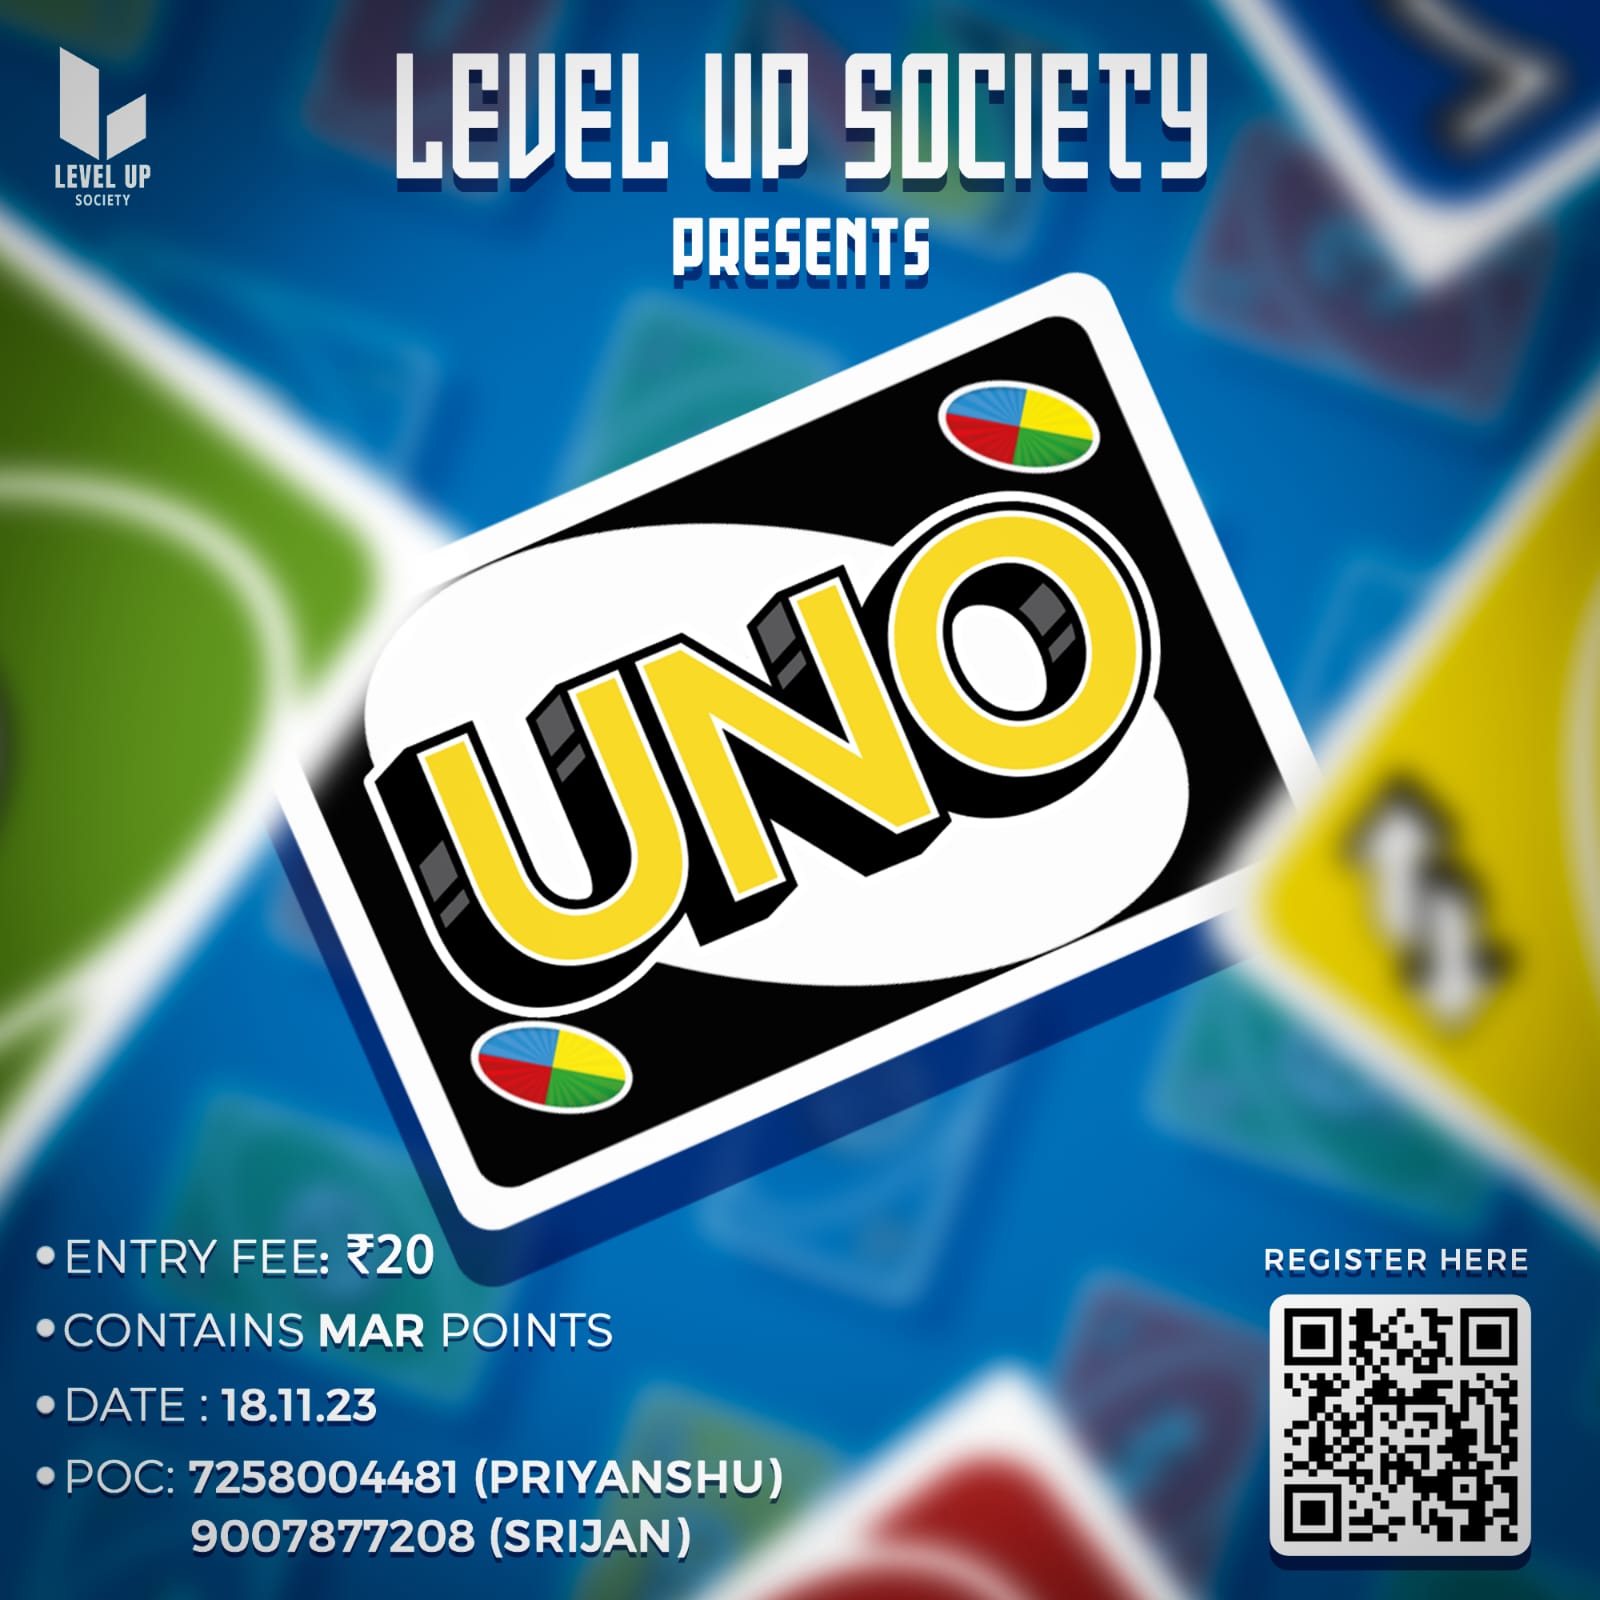 LEVEL UP SOCIETY
PRESENTS
LEVEL UP
SOCIETY
UNO
• ENTRY FEE: ₹20
• CONTAINS MAR POINTS
• DATE : 18.11.23
• POC: 7258004481 (PRIYANSHU)
9007877208 (SRIJAN)
REGISTER HERE